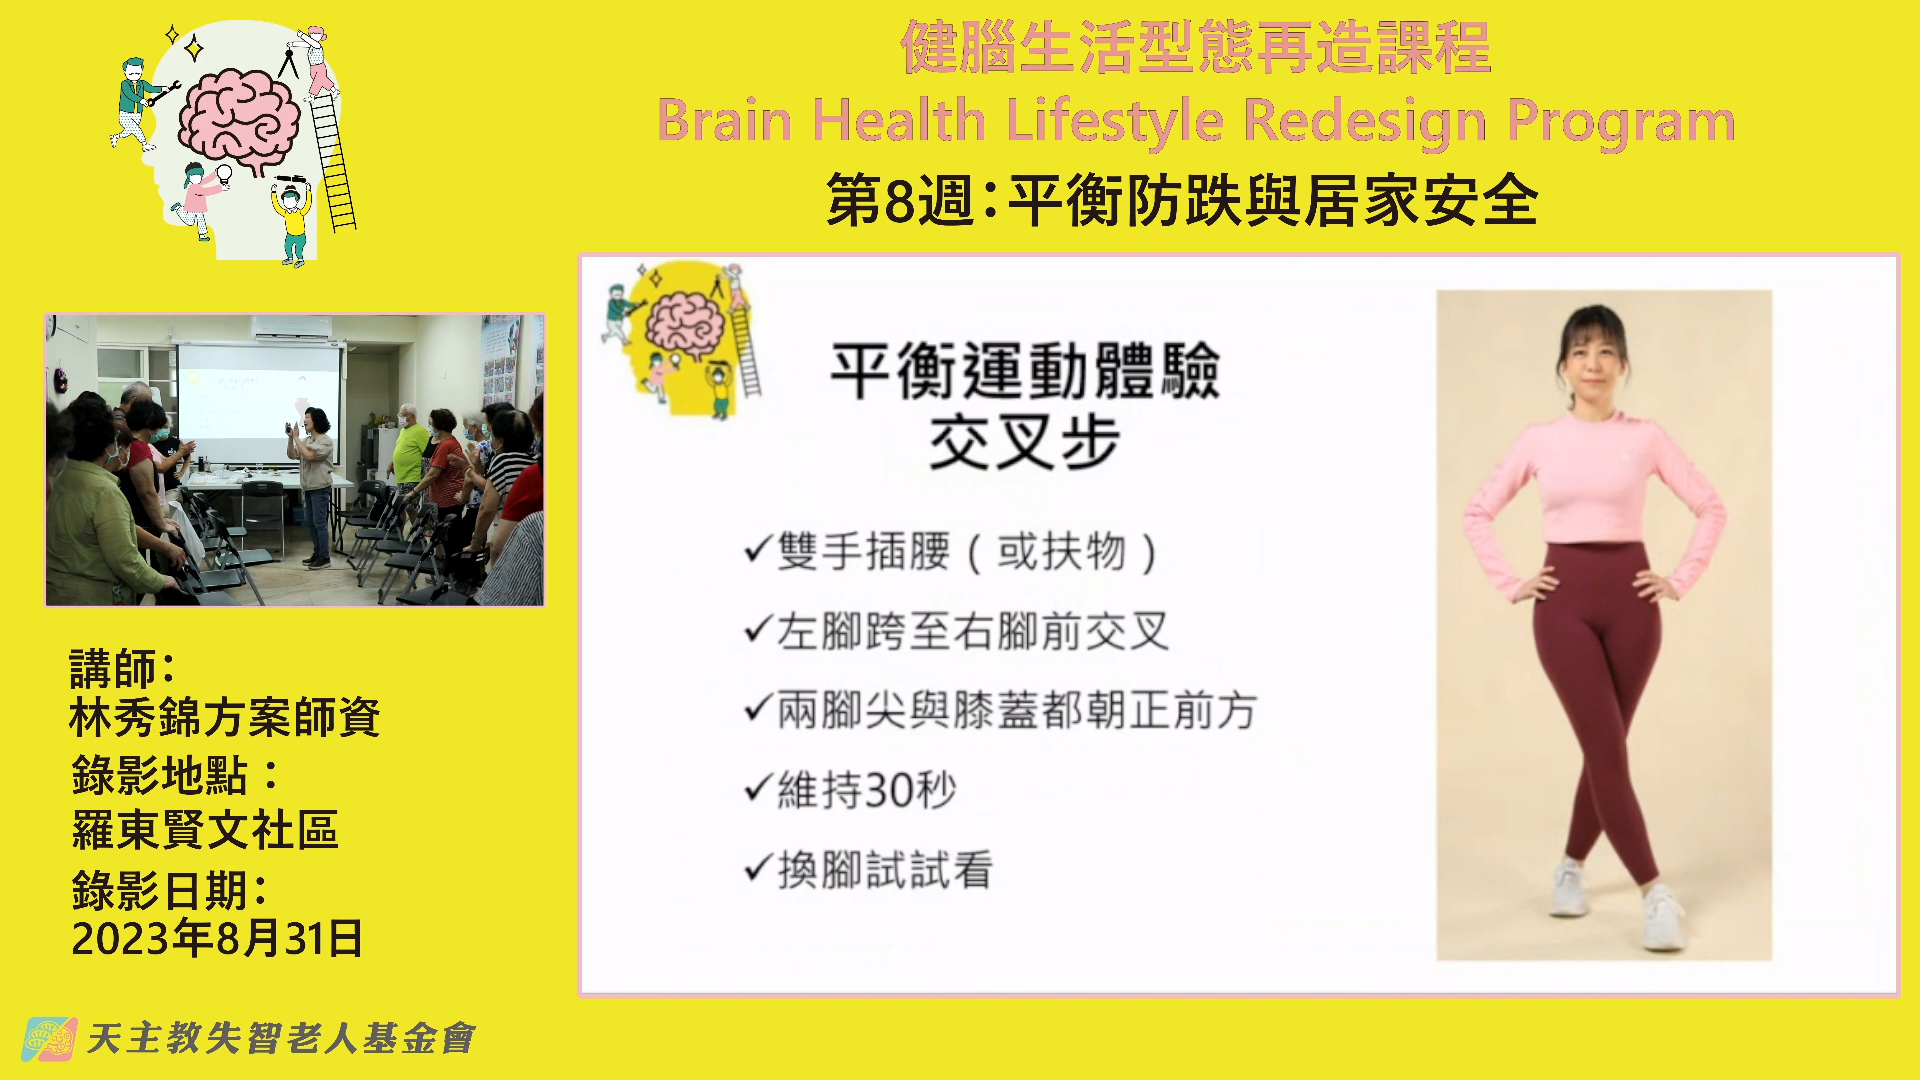 健腦生活型態再造課程
Brain Health Lifestyle Redesign Program
第8週：平衡防跌與居家安全
平衡運動體驗
交叉步
✓雙手插腰（或扶物）
✓左腳跨至右腳前交叉
✓兩腳尖與膝蓋都朝正前方
✓維持30秒
✓換腳試試看
講師：
林秀錦方案師資
錄影地點：
羅東賢文社區
錄影日期：
2023年8月31日
天主教失智老人基金會